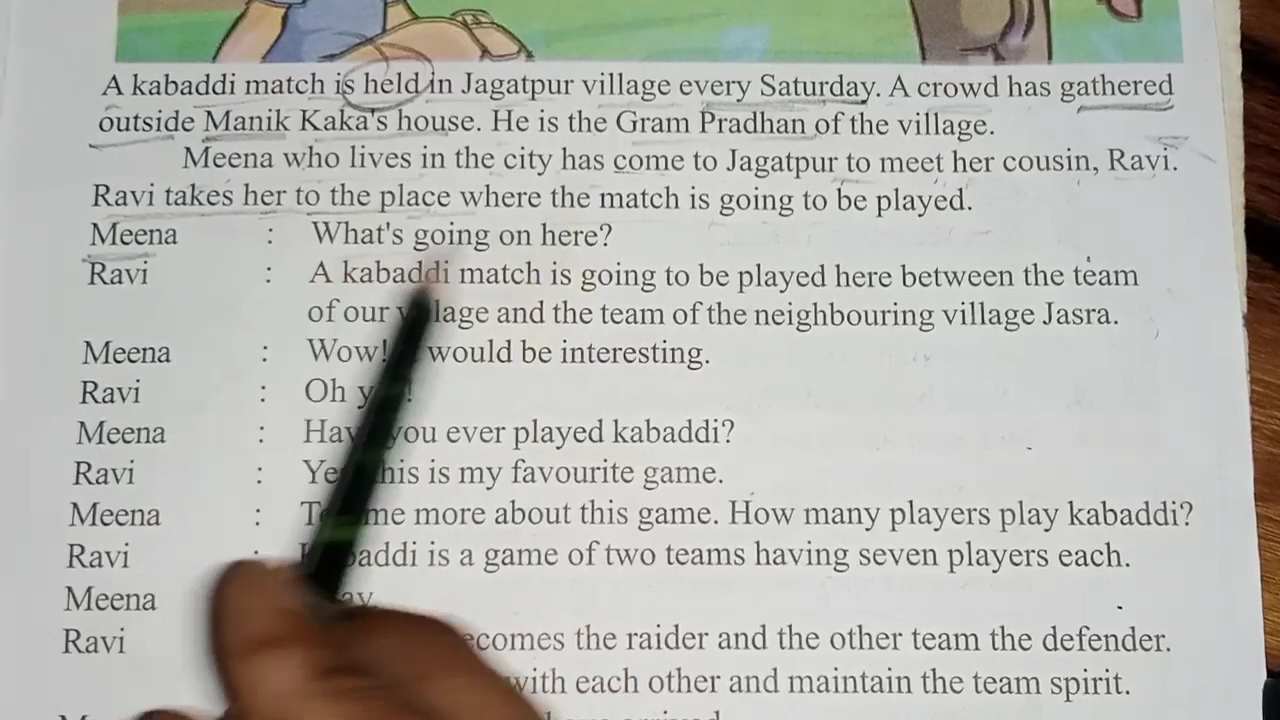 A kabaddi match is held in Jagatpur village every Saturday. A crowd has gathered
outside Manik Kaka's house. He is the Gram Pradhan of the village.
Meena who lives in the city has come to Jagatpur to meet her cousin, Ravi.
Ravi takes her to the place where the match is going to be played.
Meena : What's going on here?
Ravi : A kabaddi match is going to be played here between the team
of our village and the team of the neighbouring village Jasra.
Meena : Wow! would be interesting.
Ravi : Oh
Meena : Have you ever played kabaddi?
Ravi : Yes this is my favourite game.
Meena : Tell me more about this game. How many players play kabaddi?
Ravi : Kabaddi is a game of two teams having seven players each.
Meena
Ravi becomes the raider and the other team the defender.
with each other and maintain the team spirit.